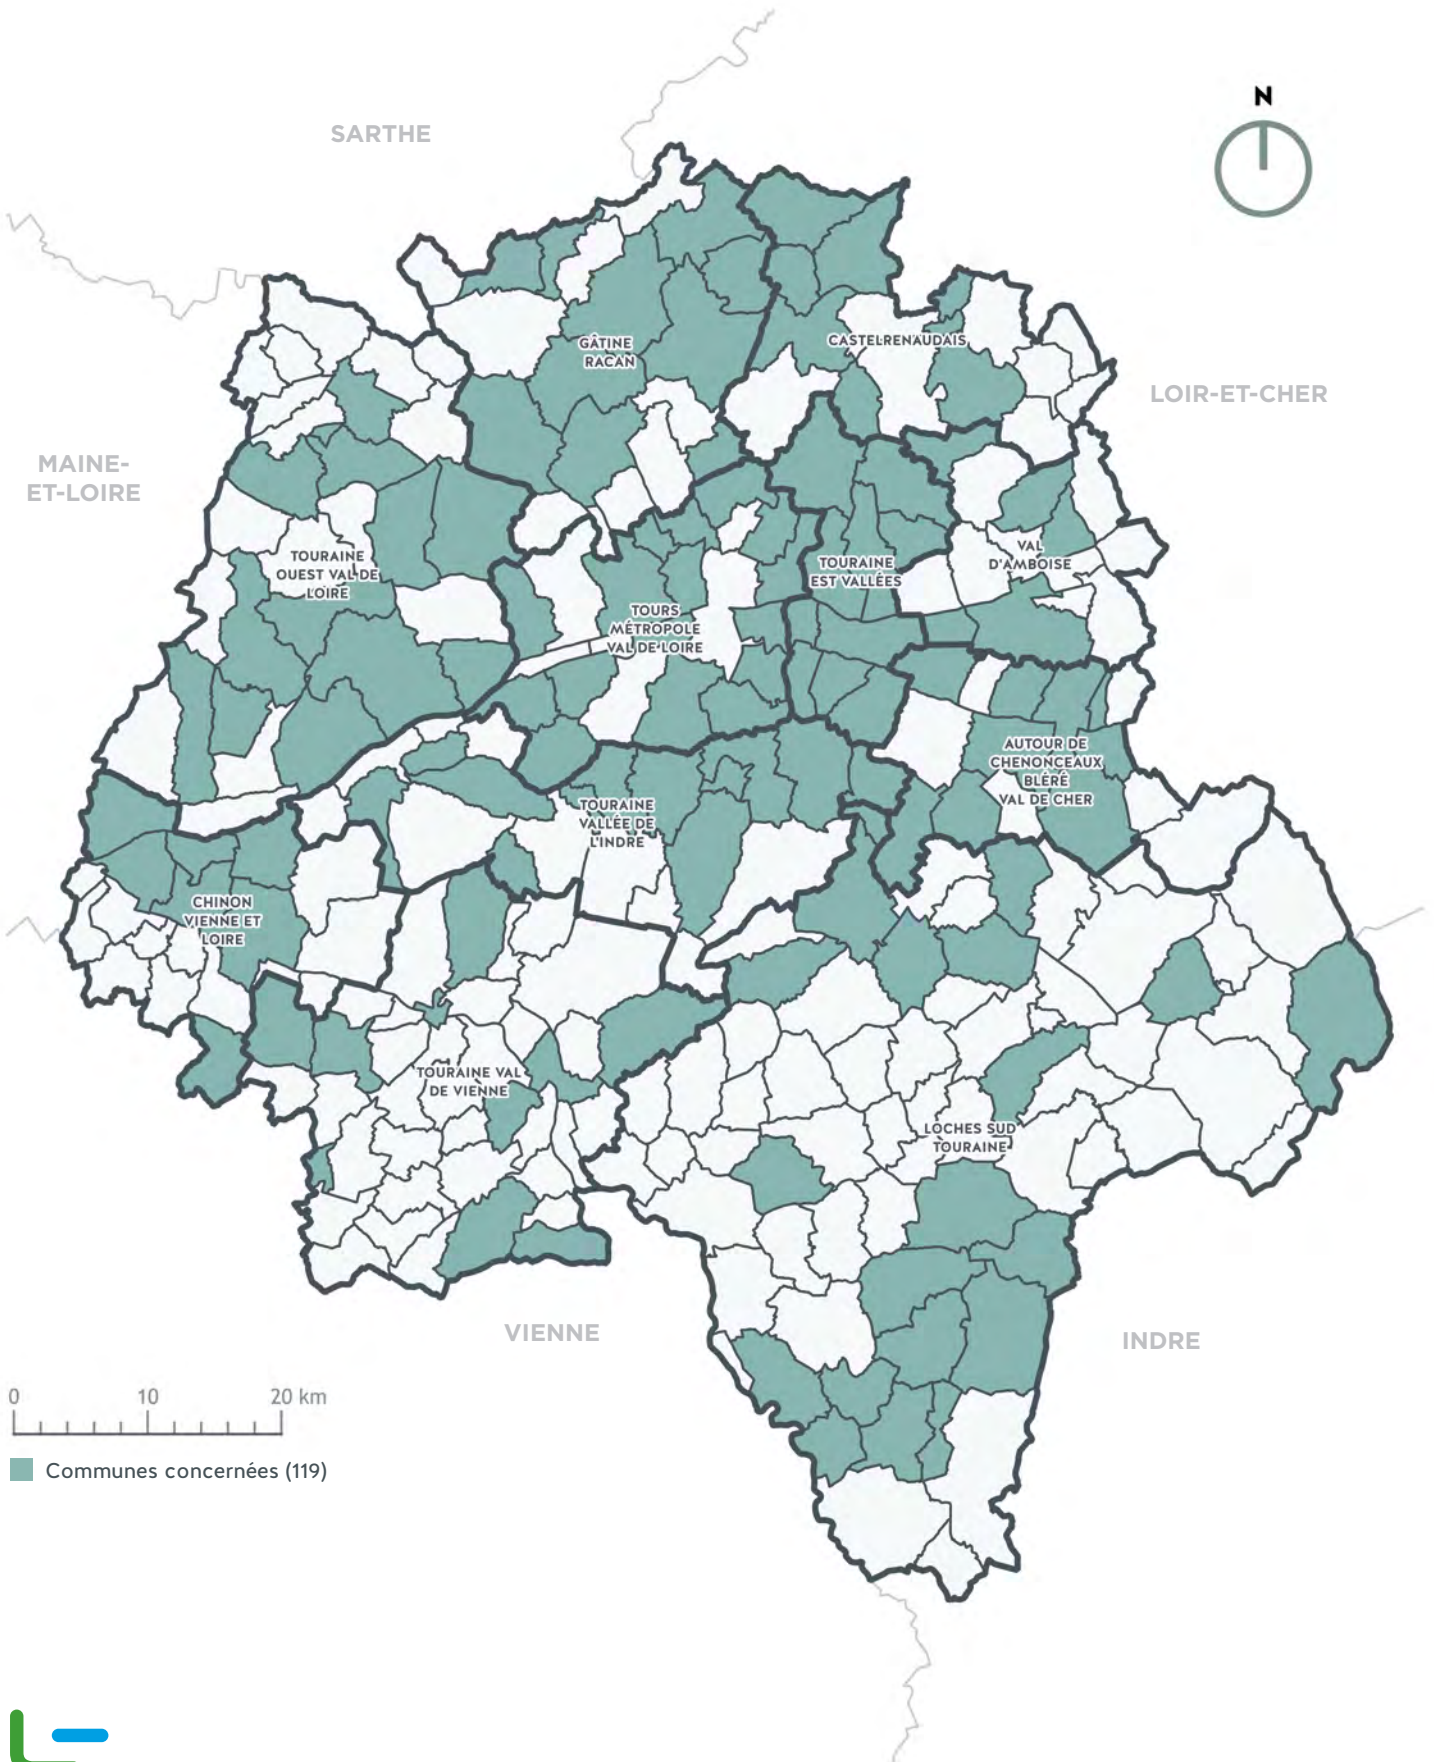 N
SARTHE
GÂTINE
RACAN
CASTELRENAUDAIS
LOIR-ET-CHER
MAINE-
ET-LOIRE
TOURAINE
OUEST VAL DE
LOIRE
TOURAINE
EST VALLÉES
VAL
D'AMBOISE
TOURS
MÉTROPOLE
VAL DE LOIRE
AUTOUR DE
CHENONCEAUX
BLÉRÉ
VAL DE CHER
TOURAINE
VALLÉE DE
L'INDRE
CHINON
VIENNE ET
LOIRE
TOURAINE VAL
DE VIENNE
LOCHES SUD
TOURAINE
VIENNE
INDRE
0 10 20 km
Communes concernées (119)